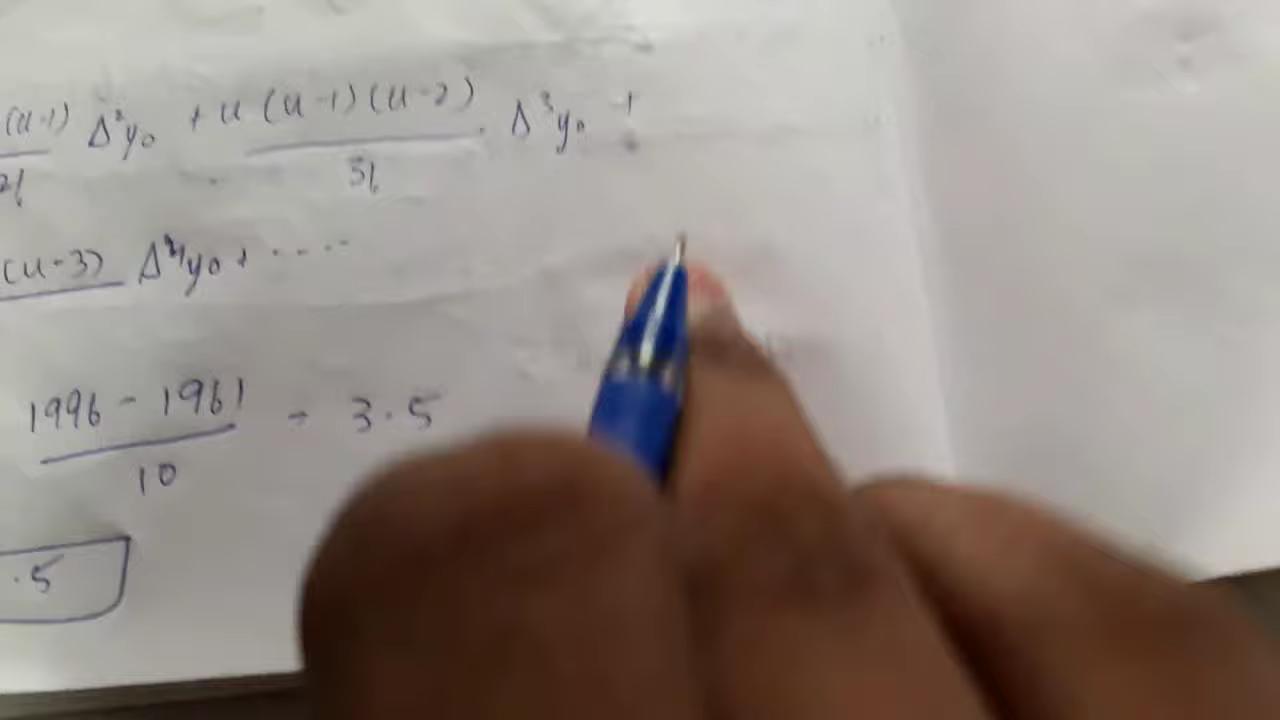 (u-1) Δ²y₀ + u (u-1)(u-2) . Δ³y₀ +
2! 3!
(u-3) Δ⁴y₀ + ....
1996 - 1961 = 3.5
10
.5